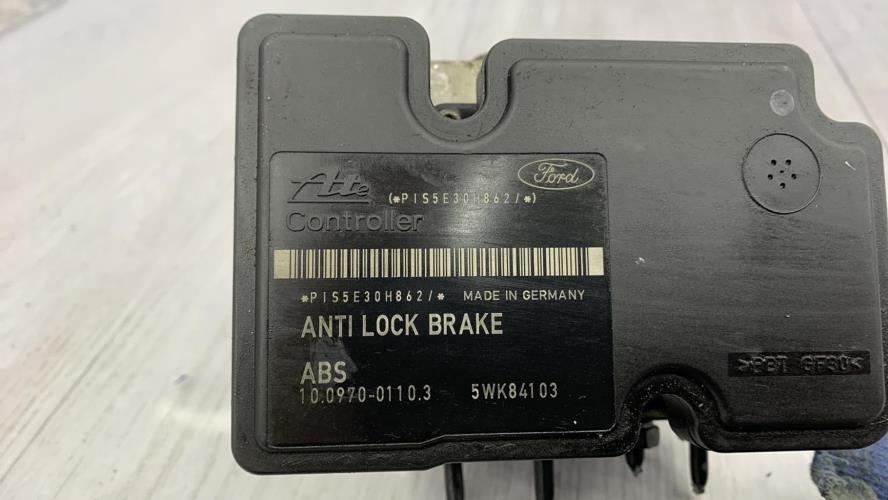 Ate
Ford
(*PIS5E30H862/*)
Controller
*PIS5E30H862/* MADE IN GERMANY
ANTI LOCK BRAKE
ABS
10.0970-0110.3 5WK84103
>PBT GF30<